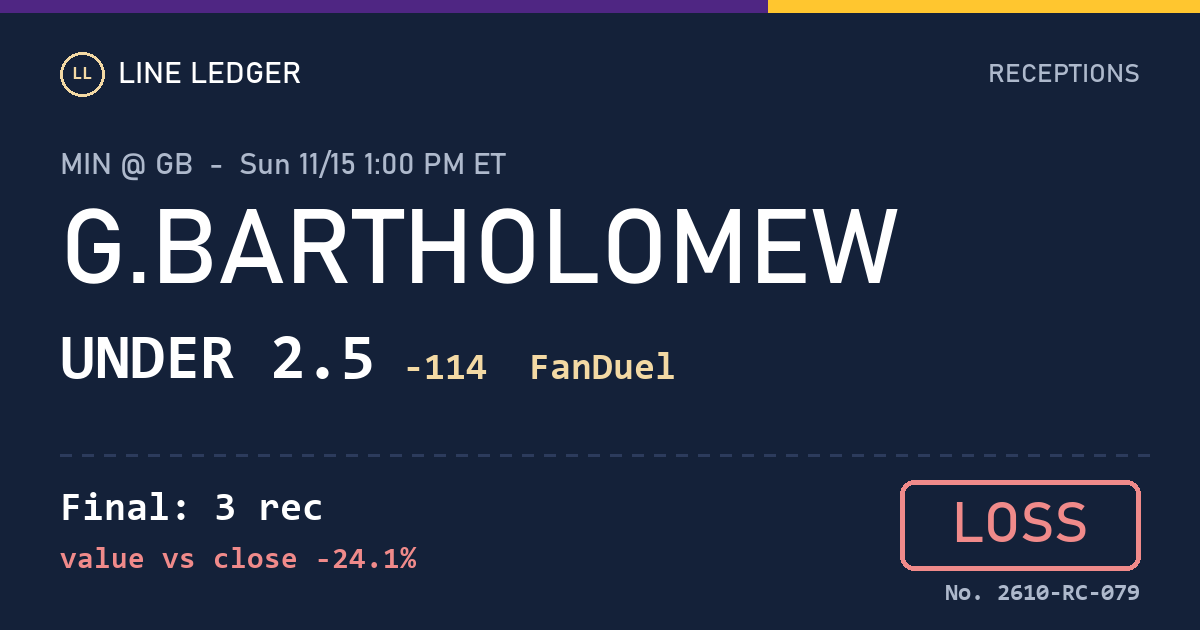 LL LINE LEDGER
RECEPTIONS
MIN @ GB - Sun 11/15 1:00 PM ET
G.BARTHOLOMEW
UNDER 2.5 -114 FanDuel
Final: 3 rec
value vs close -24.1%
LOSS
No. 2610-RC-079